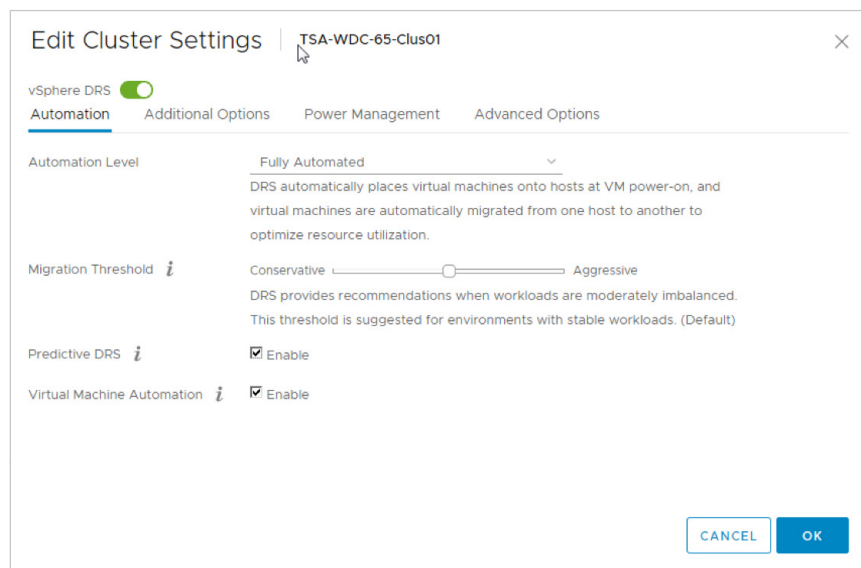 Edit Cluster Settings TSA-WDC-65-Clus01
vSphere DRS
Automation Additional Options Power Management Advanced Options
Automation Level Fully Automated
DRS automatically places virtual machines onto hosts at VM power-on, and
virtual machines are automatically migrated from one host to another to
optimize resource utilization.
Migration Threshold i Conservative Aggressive
DRS provides recommendations when workloads are moderately imbalanced.
This threshold is suggested for environments with stable workloads. (Default)
Predictive DRS i Enable
Virtual Machine Automation i Enable
CANCEL OK